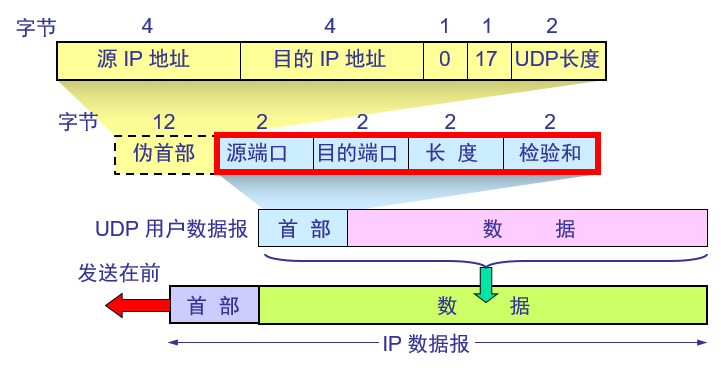 字节 4 4 1 1 2
源 IP 地址 目的 IP 地址 0 17 UDP长度
字节 12 2 2 2 2
伪首部 源端口 目的端口 长 度 检验和
UDP 用户数据报 首 部 数 据
发送在前
首 部 数 据
IP 数据报